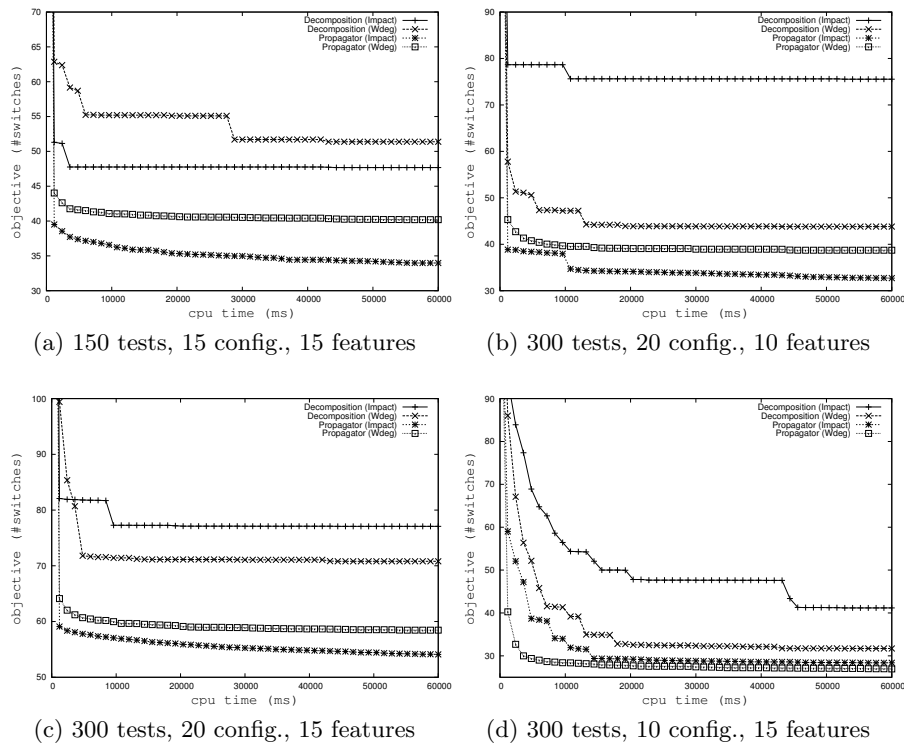 70
65
60
55
50
45
40
35
30
objective (#switches)
0 10000 20000 30000 40000 50000 60000
cpu time (ms)
Decomposition (Impact)
Decomposition (Wdeg)
Propagator (Impact)
Propagator (Wdeg)
(a) 150 tests, 15 config., 15 features
90
80
70
60
50
40
30
objective (#switches)
0 10000 20000 30000 40000 50000 60000
cpu time (ms)
Decomposition (Impact)
Decomposition (Wdeg)
Propagator (Impact)
Propagator (Wdeg)
(b) 300 tests, 20 config., 10 features
100
90
80
70
60
50
objective (#switches)
0 10000 20000 30000 40000 50000 60000
cpu time (ms)
Decomposition (Impact)
Decomposition (Wdeg)
Propagator (Impact)
Propagator (Wdeg)
(c) 300 tests, 20 config., 15 features
90
80
70
60
50
40
30
objective (#switches)
0 10000 20000 30000 40000 50000 60000
cpu time (ms)
Decomposition (Impact)
Decomposition (Wdeg)
Propagator (Impact)
Propagator (Wdeg)
(d) 300 tests, 10 config., 15 features